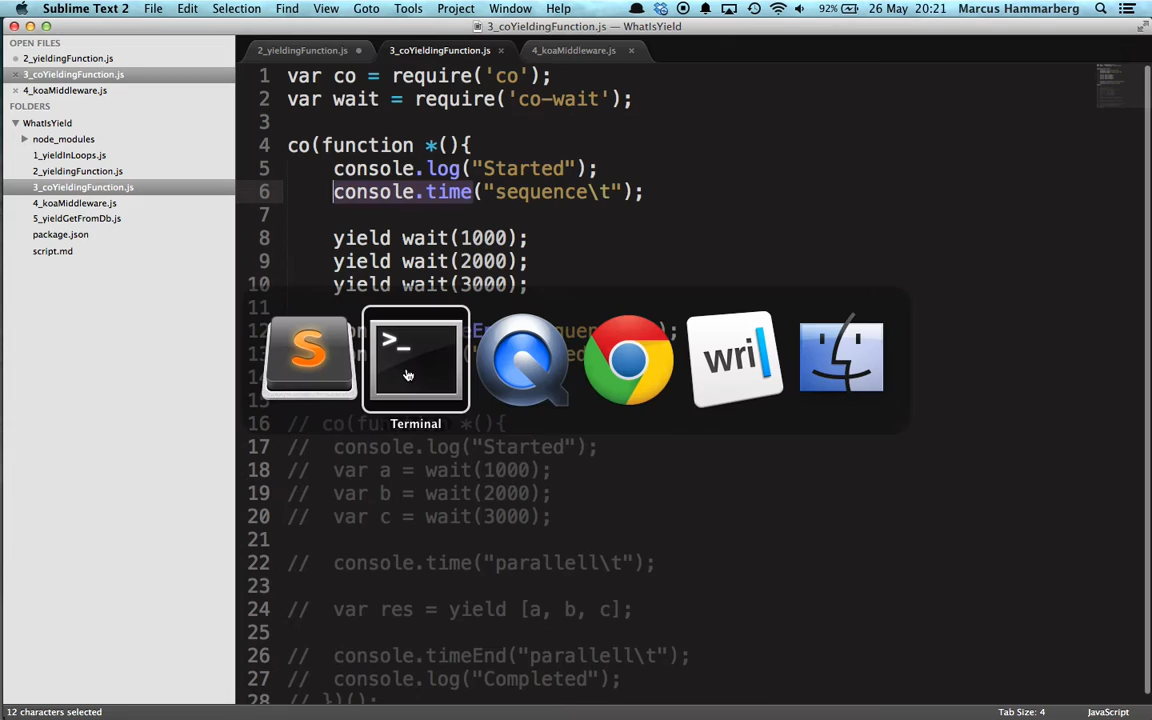 Sublime Text 2 File Edit Selection Find View Goto Tools Project Window Help 92% 26 May 20:21 Marcus Hammarberg
3_coYieldingFunction.js — WhatIsYield
OPEN FILES
2_yieldingFunction.js
3_coYieldingFunction.js
4_koaMiddleware.js
FOLDERS
WhatIsYield
node_modules
1_yieldInLoops.js
2_yieldingFunction.js
3_coYieldingFunction.js
4_koaMiddleware.js
5_yieldGetFromDb.js
package.json
script.md
2_yieldingFunction.js 3_coYieldingFunction.js 4_koaMiddleware.js
1 var co = require('co');
2 var wait = require('co-wait');
3
4 co(function *(){
5 console.log("Started");
6 console.time("sequence\t");
7
8 yield wait(1000);
9 yield wait(2000);
10 yield wait(3000);
wri
Terminal
16 // co(function *(){
17 // console.log("Started");
18 // var a = wait(1000);
19 // var b = wait(2000);
20 // var c = wait(3000);
21
22 // console.time("parallell\t");
23
24 // var res = yield [a, b, c];
25
26 // console.timeEnd("parallell\t");
27 // console.log("Completed");
28 // })();
12 characters selected Tab Size: 4 JavaScript